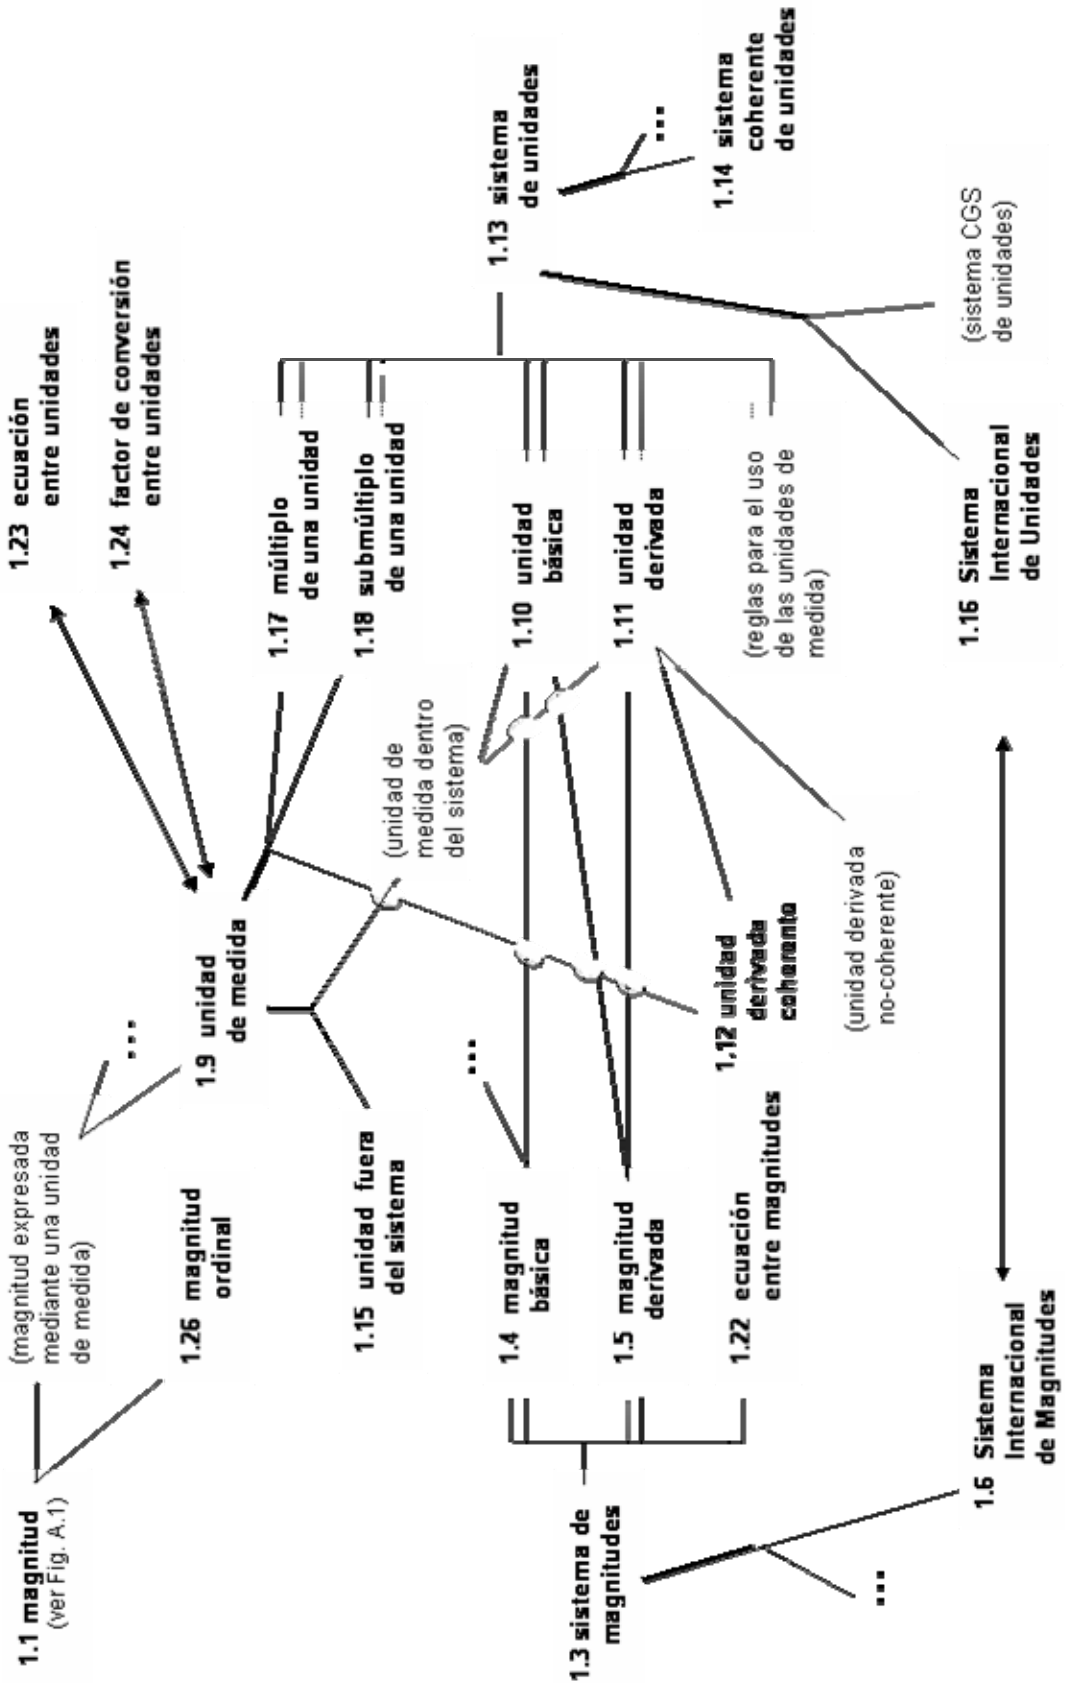 1.1 magnitud
(ver Fig. A.1)
(magnitud expresada
mediante una unidad
de medida)
...
1.26 magnitud
ordinal
1.9 unidad
de medida
1.23 ecuación
entre unidades
1.24 factor de conversión
entre unidades
1.15 unidad fuera
del sistema
(unidad de
medida dentro
del sistema)
1.17 múltiplo
de una unidad
1.18 submúltiplo
de una unidad
1.3 sistema de
magnitudes
1.4 magnitud
básica
...
1.5 magnitud
derivada
1.22 ecuación
entre magnitudes
1.10 unidad
básica
1.11 unidad
derivada
1.12 unidad
derivada
coherente
(unidad derivada
no-coherente)
(reglas para el uso
de las unidades de
medida)
1.13 sistema
de unidades
...
1.14 sistema
coherente
de unidades
(sistema CGS
de unidades)
1.16 Sistema
Internacional
de Unidades
...
1.6 Sistema
Internacional
de Magnitudes